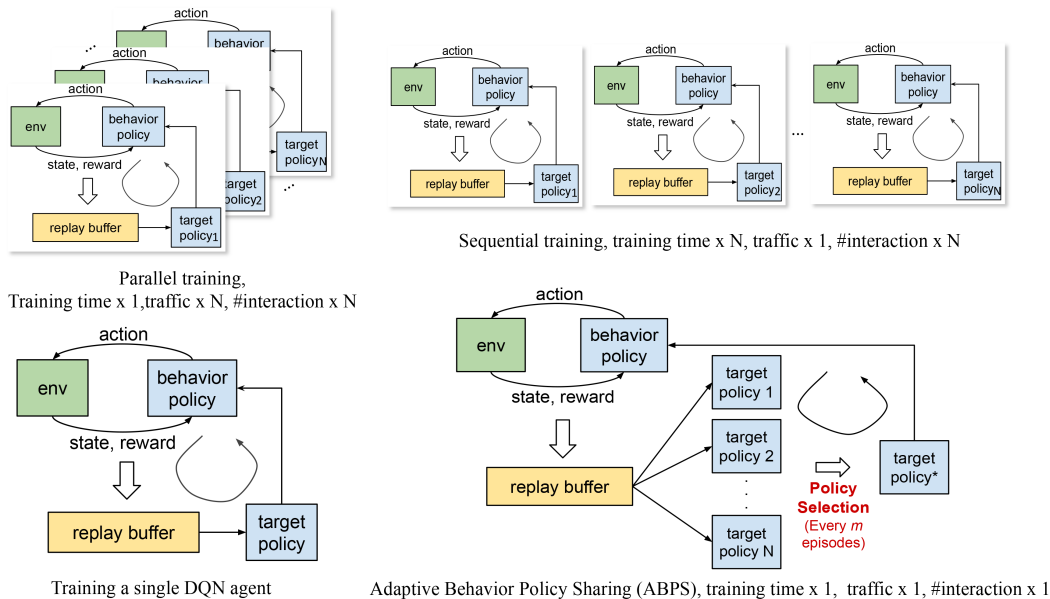 ...
action
behavior
action
behavior
action
env
behavior
policy
state, reward
replay buffer
target
policy1
target
policy2
target
policyN
...
Parallel training,
Training time x 1,traffic x N, #interaction x N
action
env
behavior
policy
state, reward
replay buffer
target
policy1
action
env
behavior
policy
state, reward
replay buffer
target
policy2
...
action
env
behavior
policy
state, reward
replay buffer
target
policyN
Sequential training, training time x N, traffic x 1, #interaction x N
action
env
behavior
policy
state, reward
replay buffer
target
policy
Training a single DQN agent
action
env
behavior
policy
state, reward
replay buffer
target
policy 1
target
policy 2
.
.
.
target
policy N
Policy
Selection
(Every m
episodes)
target
policy*
Adaptive Behavior Policy Sharing (ABPS), training time x 1, traffic x 1, #interaction x 1